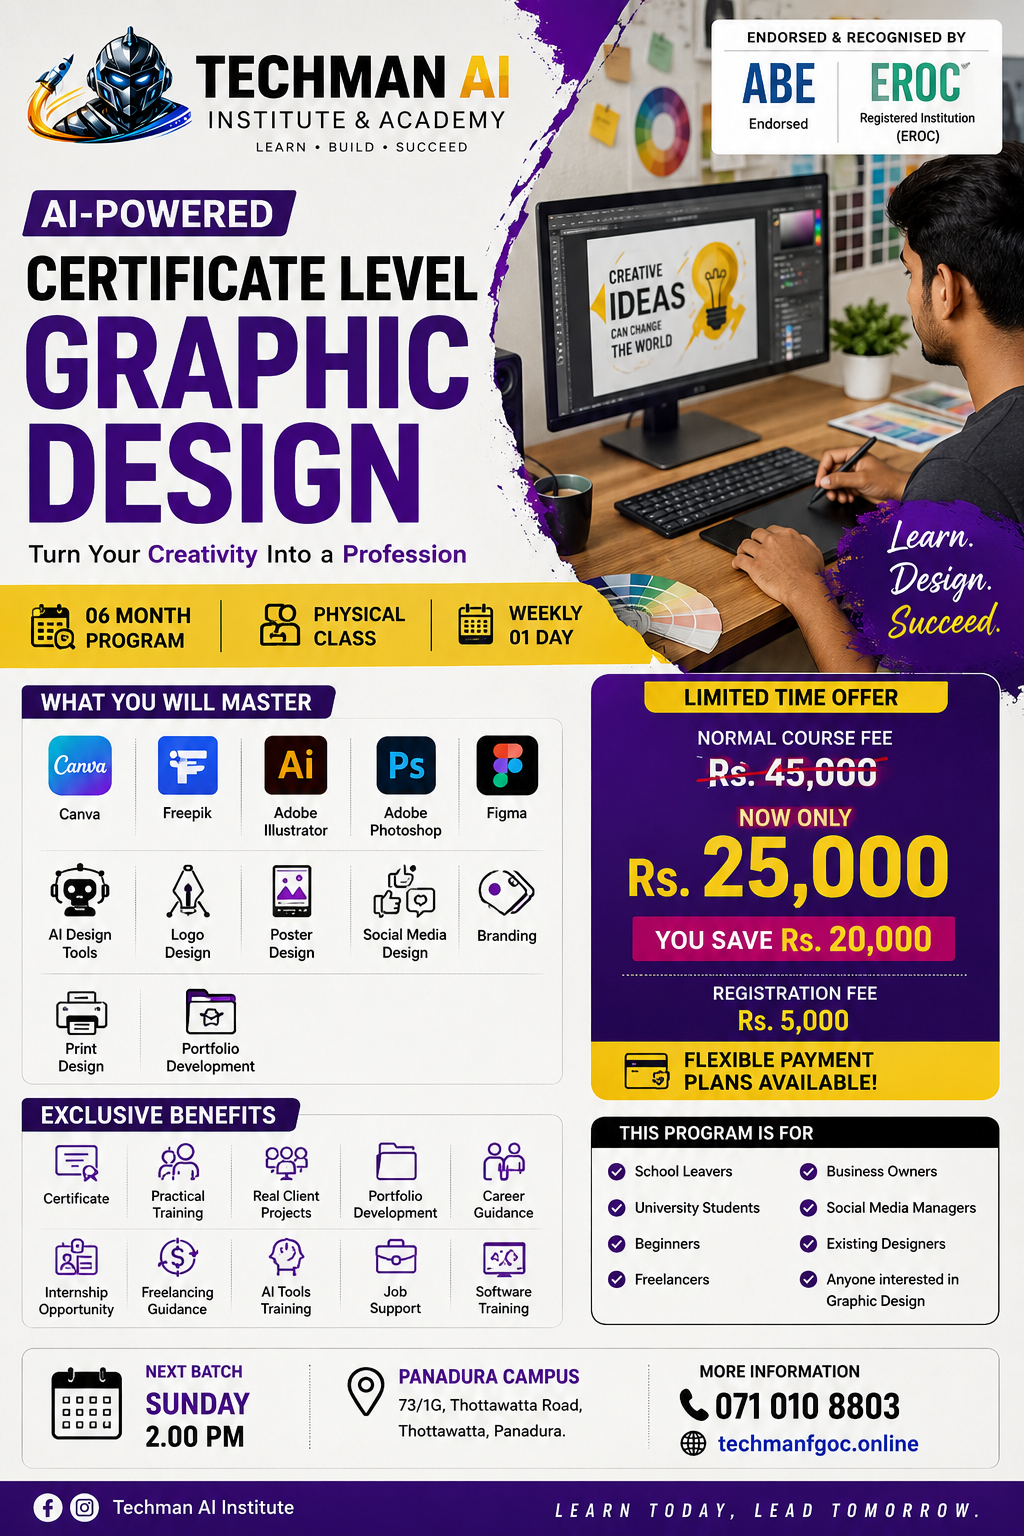 TECHMAN AI
INSTITUTE & ACADEMY
LEARN • BUILD • SUCCEED
ENDORSED & RECOGNISED BY
ABE
Endorsed
EROC
Registered Institution
(EROC)
AI-POWERED
CERTIFICATE LEVEL
GRAPHIC
DESIGN
Turn Your Creativity Into a Profession
CREATIVE
IDEAS
CAN CHANGE
THE WORLD
Learn.
Design.
Succeed.
06 MONTH
PROGRAM
PHYSICAL
CLASS
WEEKLY
01 DAY
WHAT YOU WILL MASTER
Canva
Canva
Freepik
Ai
Adobe
Illustrator
Ps
Adobe
Photoshop
Figma
AI Design
Tools
Logo
Design
Poster
Design
Social Media
Design
Branding
Print
Design
Portfolio
Development
LIMITED TIME OFFER
NORMAL COURSE FEE
Rs. 45,000
NOW ONLY
Rs. 25,000
YOU SAVE Rs. 20,000
REGISTRATION FEE
Rs. 5,000
FLEXIBLE PAYMENT
PLANS AVAILABLE!
EXCLUSIVE BENEFITS
Certificate
Practical
Training
Real Client
Projects
Portfolio
Development
Career
Guidance
Internship
Opportunity
Freelancing
Guidance
AI Tools
Training
Job
Support
Software
Training
THIS PROGRAM IS FOR
School Leavers
University Students
Beginners
Freelancers
Business Owners
Social Media Managers
Existing Designers
Anyone interested in
Graphic Design
NEXT BATCH
SUNDAY
2.00 PM
PANADURA CAMPUS
73/1G, Thottawatta Road,
Thottawatta, Panadura.
MORE INFORMATION
071 010 8803
techmanfgoc.online
Techman AI Institute
LEARN TODAY, LEAD TOMORROW.